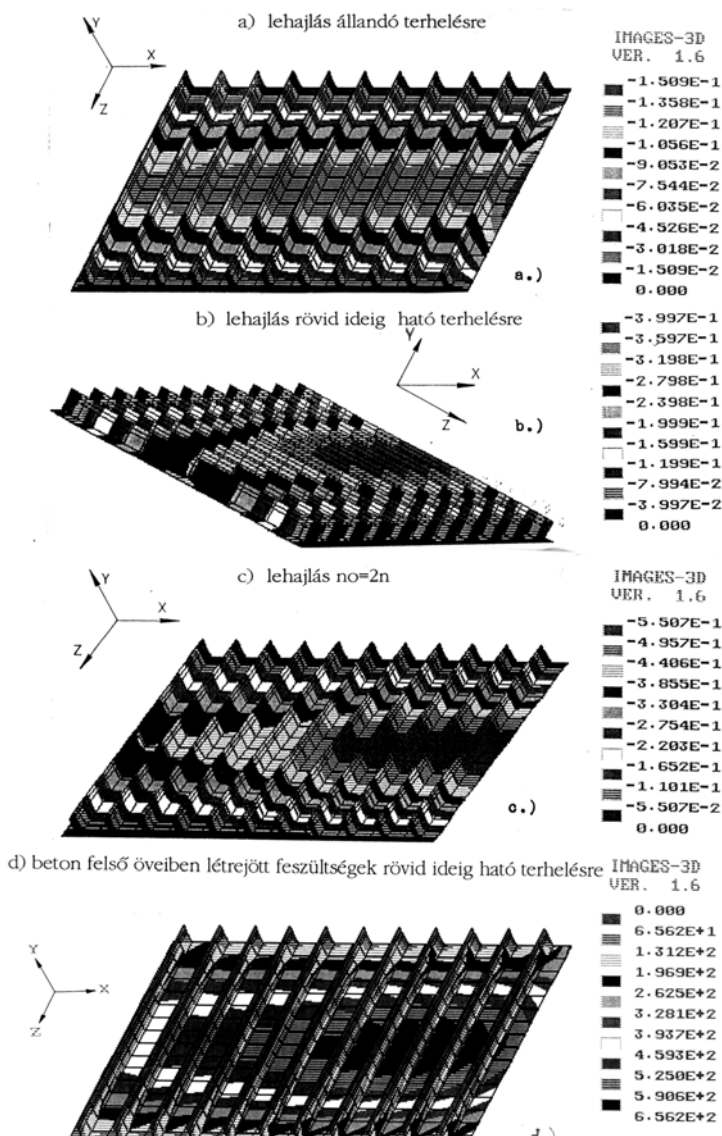 a) lehajlás állandó terhelésre
Y
X
Z
IMAGES-3D
VER. 1.6
-1.509E-1
-1.358E-1
-1.207E-1
-1.056E-1
-9.053E-2
-7.544E-2
-6.035E-2
-4.526E-2
-3.018E-2
-1.509E-2
0.000
a.)
b) lehajlás rövid ideig ható terhelésre
Y
X
Z
b.)
-3.997E-1
-3.597E-1
-3.198E-1
-2.798E-1
-2.398E-1
-1.999E-1
-1.599E-1
-1.199E-1
-7.994E-2
-3.997E-2
0.000
c) lehajlás no=2n
Y
X
Z
IMAGES-3D
VER. 1.6
-5.507E-1
-4.957E-1
-4.406E-1
-3.855E-1
-3.304E-1
-2.754E-1
-2.203E-1
-1.652E-1
-1.101E-1
-5.507E-2
0.000
c.)
d) beton felső öveiben létrejött feszültségek rövid ideig ható terhelésre
IMAGES-3D
VER. 1.6
Y
X
Z
0.000
6.562E+1
1.312E+2
1.969E+2
2.625E+2
3.281E+2
3.937E+2
4.593E+2
5.250E+2
5.906E+2
6.562E+2